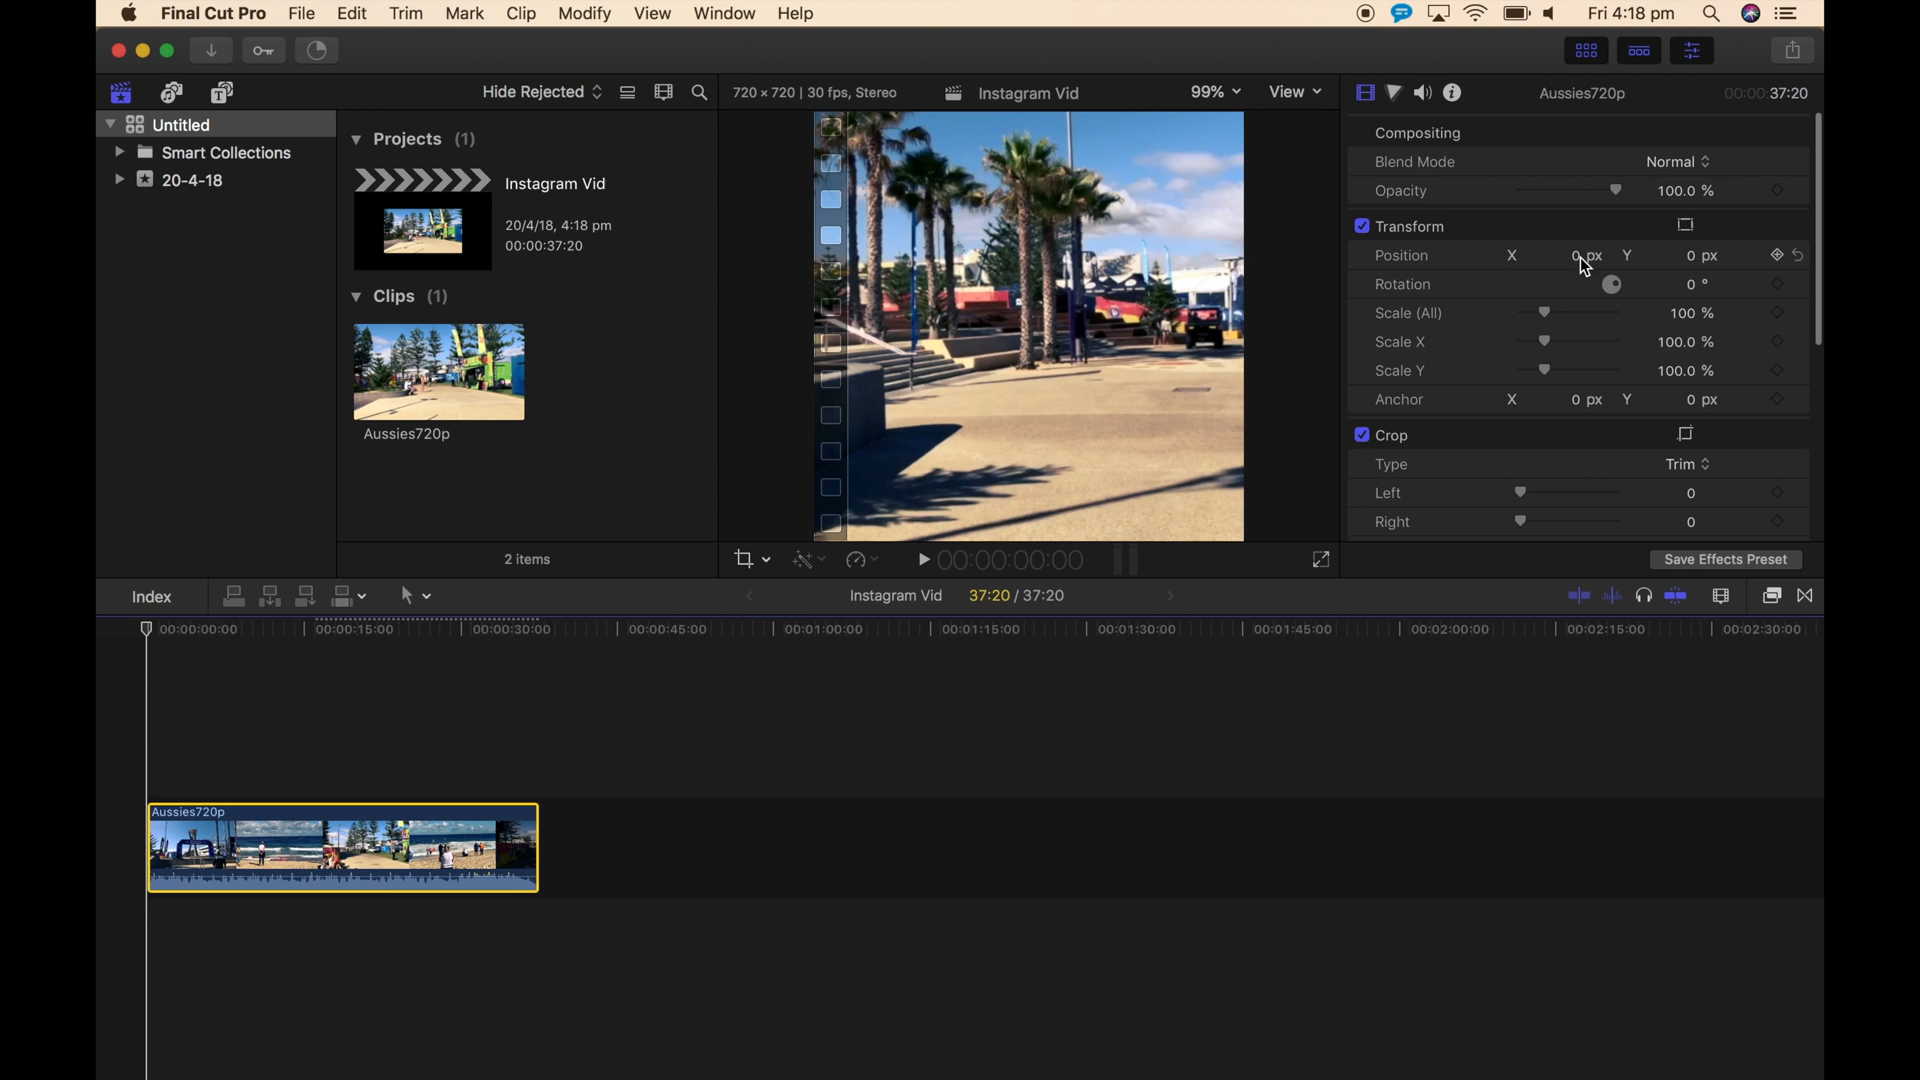 Final Cut Pro File Edit Trim Mark Clip Modify View Window Help Fri 4:18 pm
Hide Rejected 720 × 720 | 30 fps, Stereo Instagram Vid 99% View Aussies720p 00:00:37:20
Untitled
Smart Collections
20-4-18
Projects (1)
Instagram Vid
20/4/18, 4:18 pm
00:00:37:20
Clips (1)
Aussies720p
2 items
00:00:00:00
Compositing
Blend Mode Normal
Opacity 100.0 %
Transform
Position X 0 px Y 0 px
Rotation 0 °
Scale (All) 100 %
Scale X 100.0 %
Scale Y 100.0 %
Anchor X 0 px Y 0 px
Crop
Type Trim
Left 0
Right 0
Save Effects Preset
Index Instagram Vid 37:20 / 37:20
00:00:00:00 00:00:15:00 00:00:30:00 00:00:45:00 00:01:00:00 00:01:15:00 00:01:30:00 00:01:45:00 00:02:00:00 00:02:15:00 00:02:30:00
Aussies720p